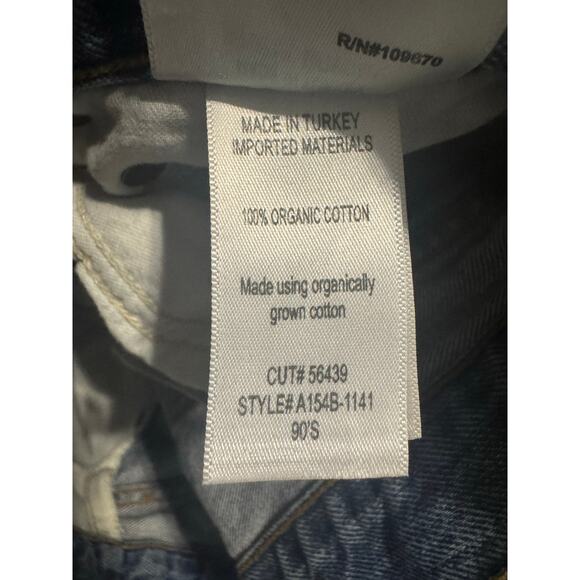 R/N#109670
MADE IN TURKEY
IMPORTED MATERIALS
100% ORGANIC COTTON
Made using organically
grown cotton
CUT# 56439
STYLE# A154B-1141
90'S